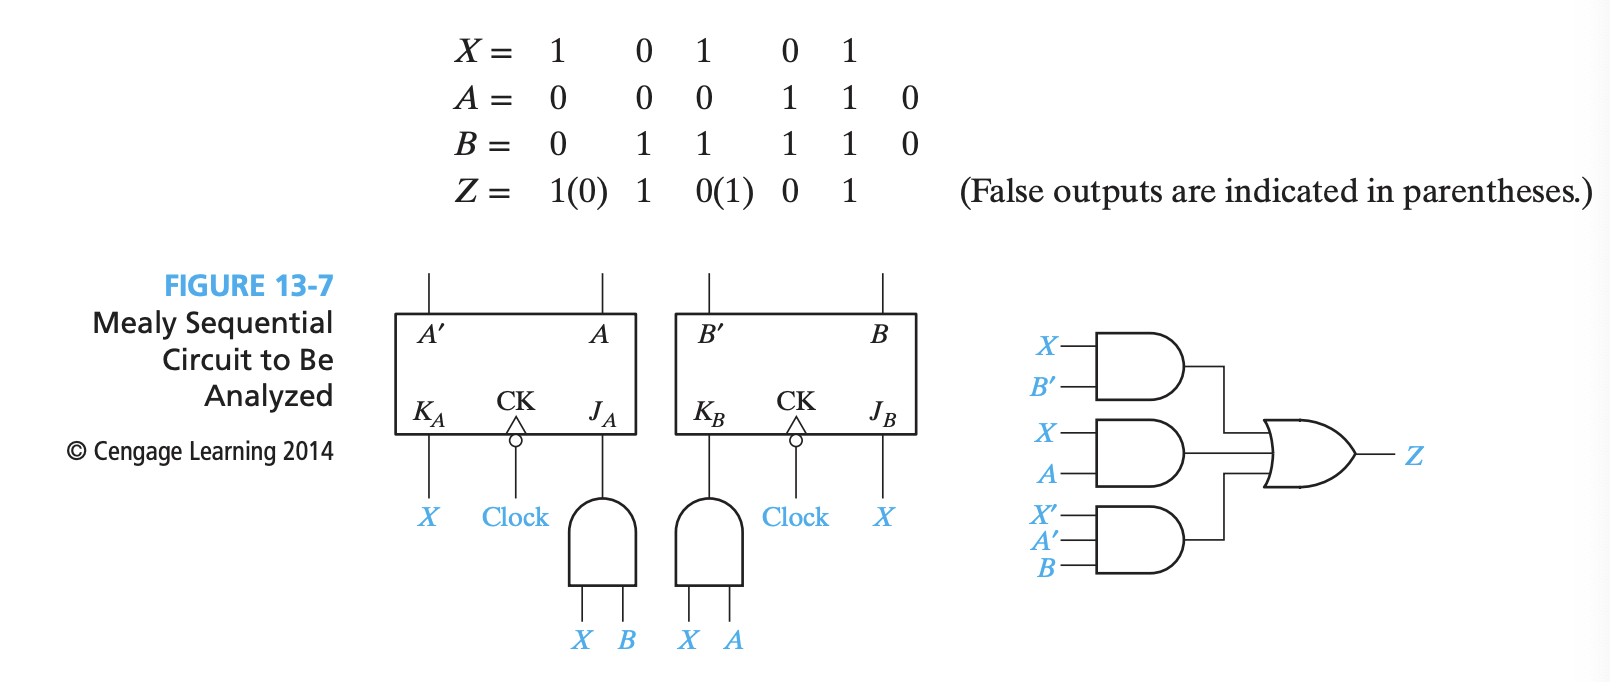 X = 1 0 1 0 1
A = 0 0 0 1 1 0
B = 0 1 1 1 1 0
Z = 1(0) 1 0(1) 0 1 (False outputs are indicated in parentheses.)
FIGURE 13-7
Mealy Sequential
Circuit to Be
Analyzed
© Cengage Learning 2014
A′ A B′ B
K_A CK J_A K_B CK J_B
X Clock Clock X
X B X A
X
B′
X
A
X′
A′
B
Z